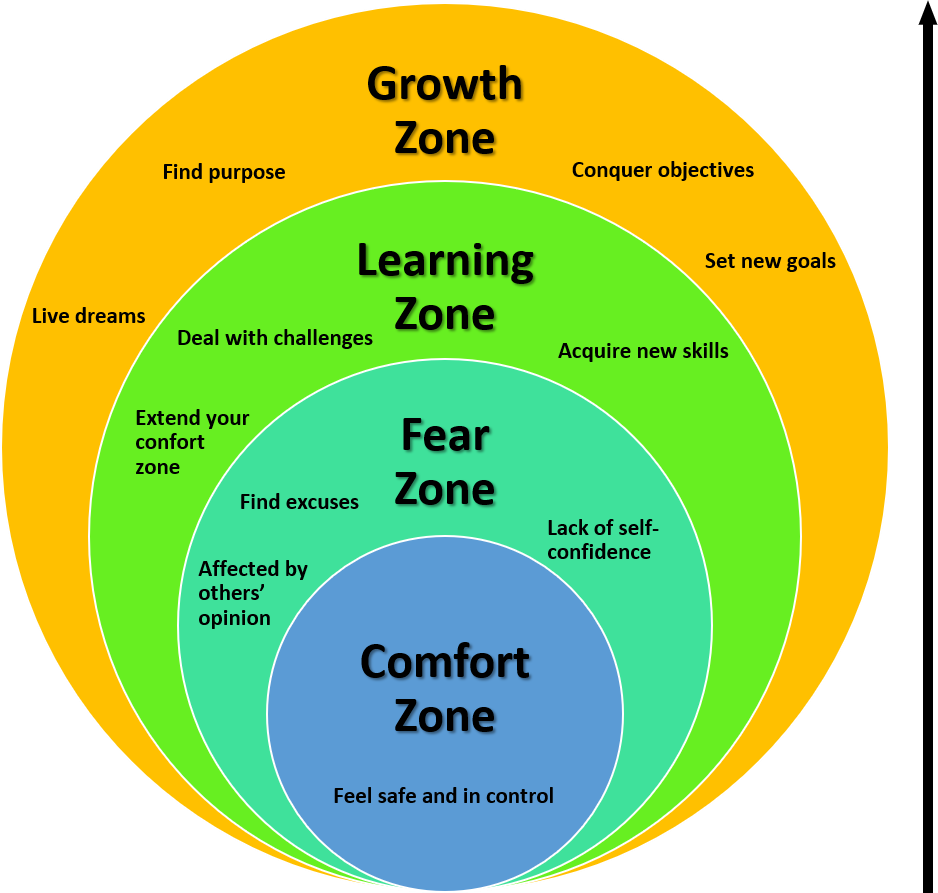 Growth
Zone
Find purpose
Conquer objectives
Set new goals
Live dreams
Learning
Zone
Deal with challenges
Acquire new skills
Extend your
confort
zone
Fear
Zone
Find excuses
Lack of self-
confidence
Affected by
others’
opinion
Comfort
Zone
Feel safe and in control